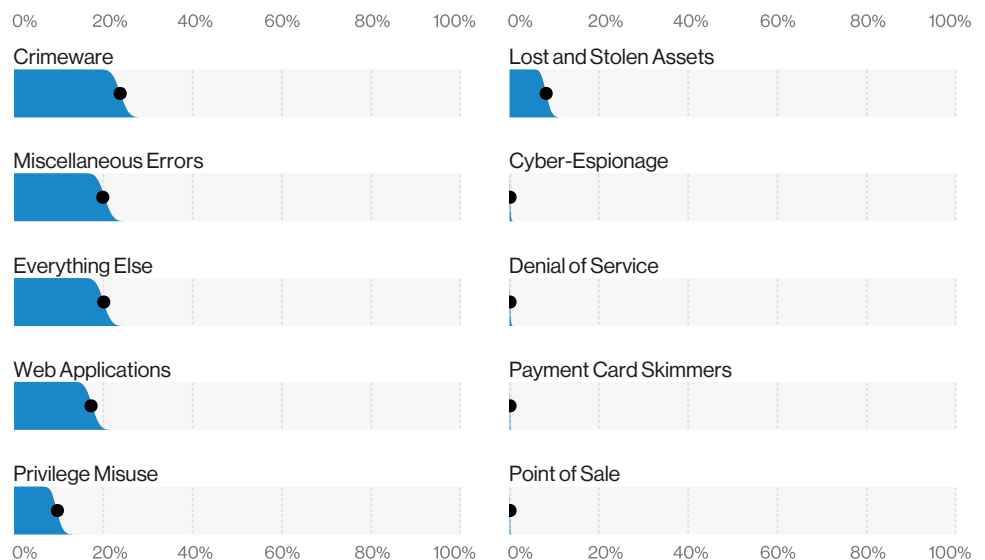 0% 20% 40% 60% 80% 100%
Crimeware
Miscellaneous Errors
Everything Else
Web Applications
Privilege Misuse
0% 20% 40% 60% 80% 100%
0% 20% 40% 60% 80% 100%
Lost and Stolen Assets
Cyber-Espionage
Denial of Service
Payment Card Skimmers
Point of Sale
0% 20% 40% 60% 80% 100%